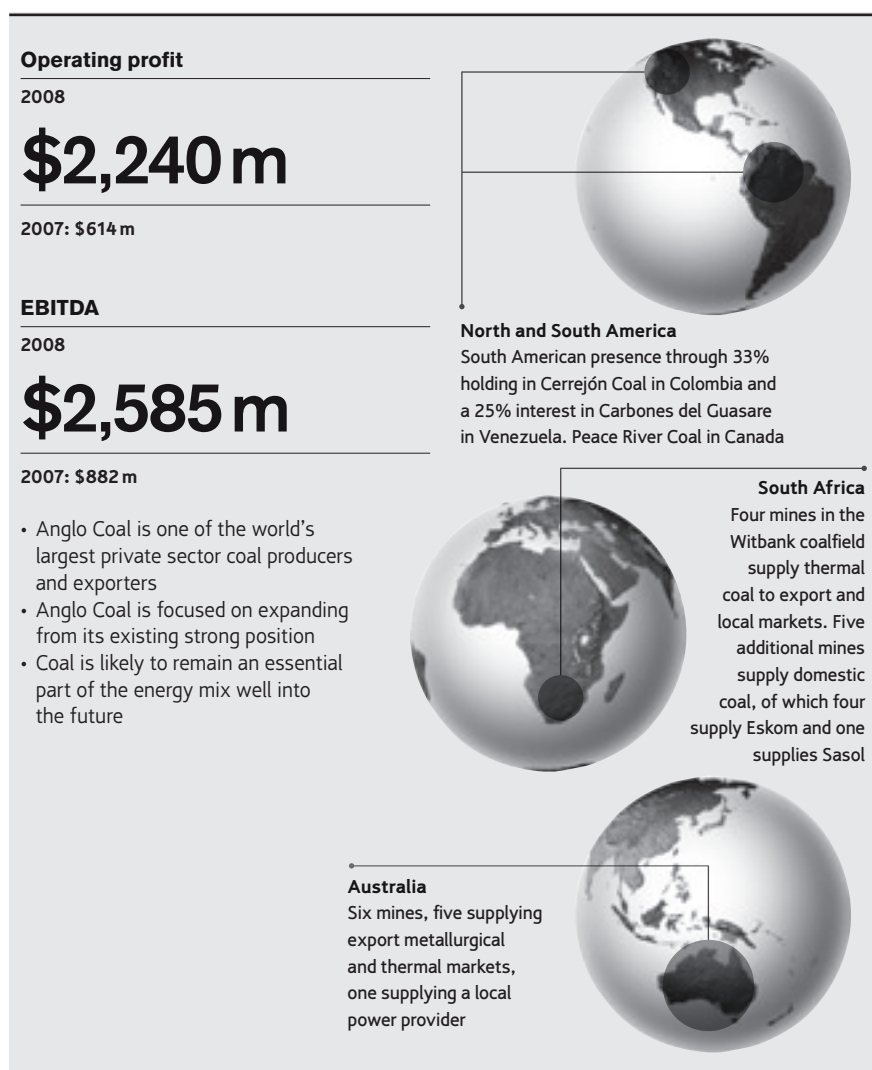 Operating profit
2008
$2,240 m
2007: $614 m
EBITDA
2008
$2,585 m
2007: $882 m
• Anglo Coal is one of the world's
largest private sector coal producers
and exporters
• Anglo Coal is focused on expanding
from its existing strong position
• Coal is likely to remain an essential
part of the energy mix well into
the future
North and South America
South American presence through 33%
holding in Cerrejón Coal in Colombia and
a 25% interest in Carbones del Guasare
in Venezuela. Peace River Coal in Canada
South Africa
Four mines in the
Witbank coalfield
supply thermal
coal to export and
local markets. Five
additional mines
supply domestic
coal, of which four
supply Eskom and one
supplies Sasol
Australia
Six mines, five supplying
export metallurgical
and thermal markets,
one supplying a local
power provider